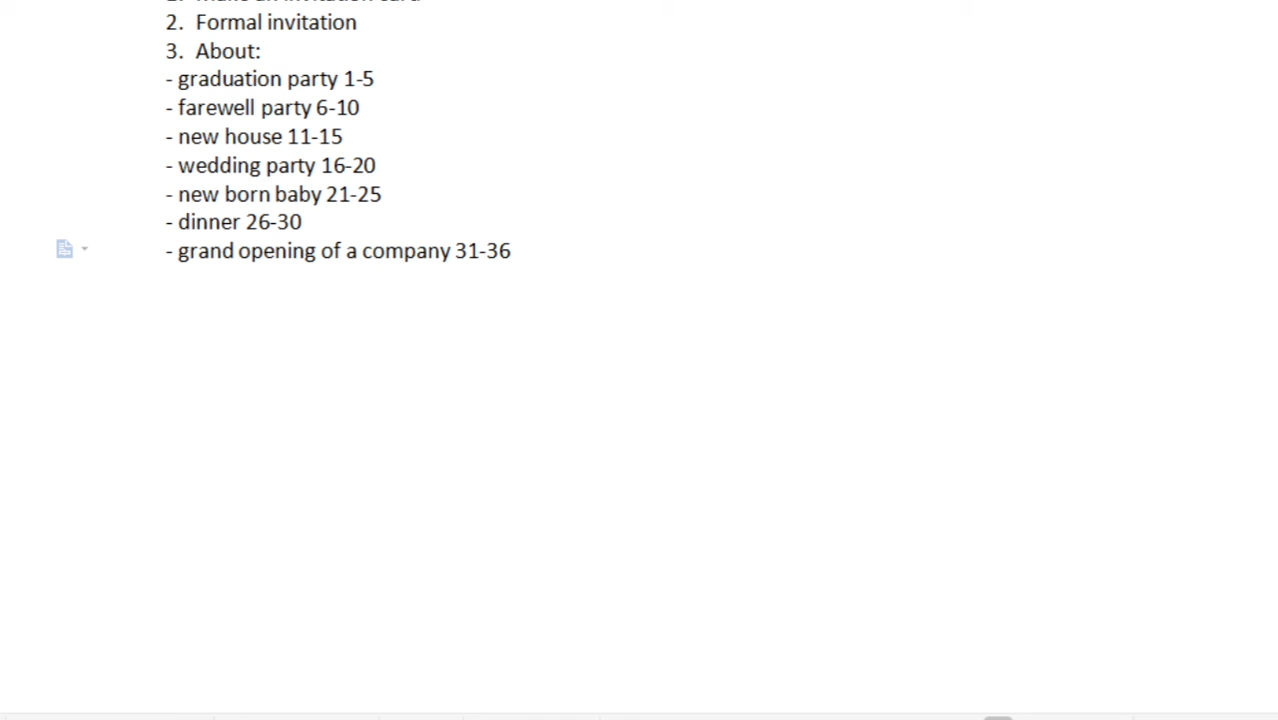 2. Formal invitation
3. About:
- graduation party 1-5
- farewell party 6-10
- new house 11-15
- wedding party 16-20
- new born baby 21-25
- dinner 26-30
- grand opening of a company 31-36